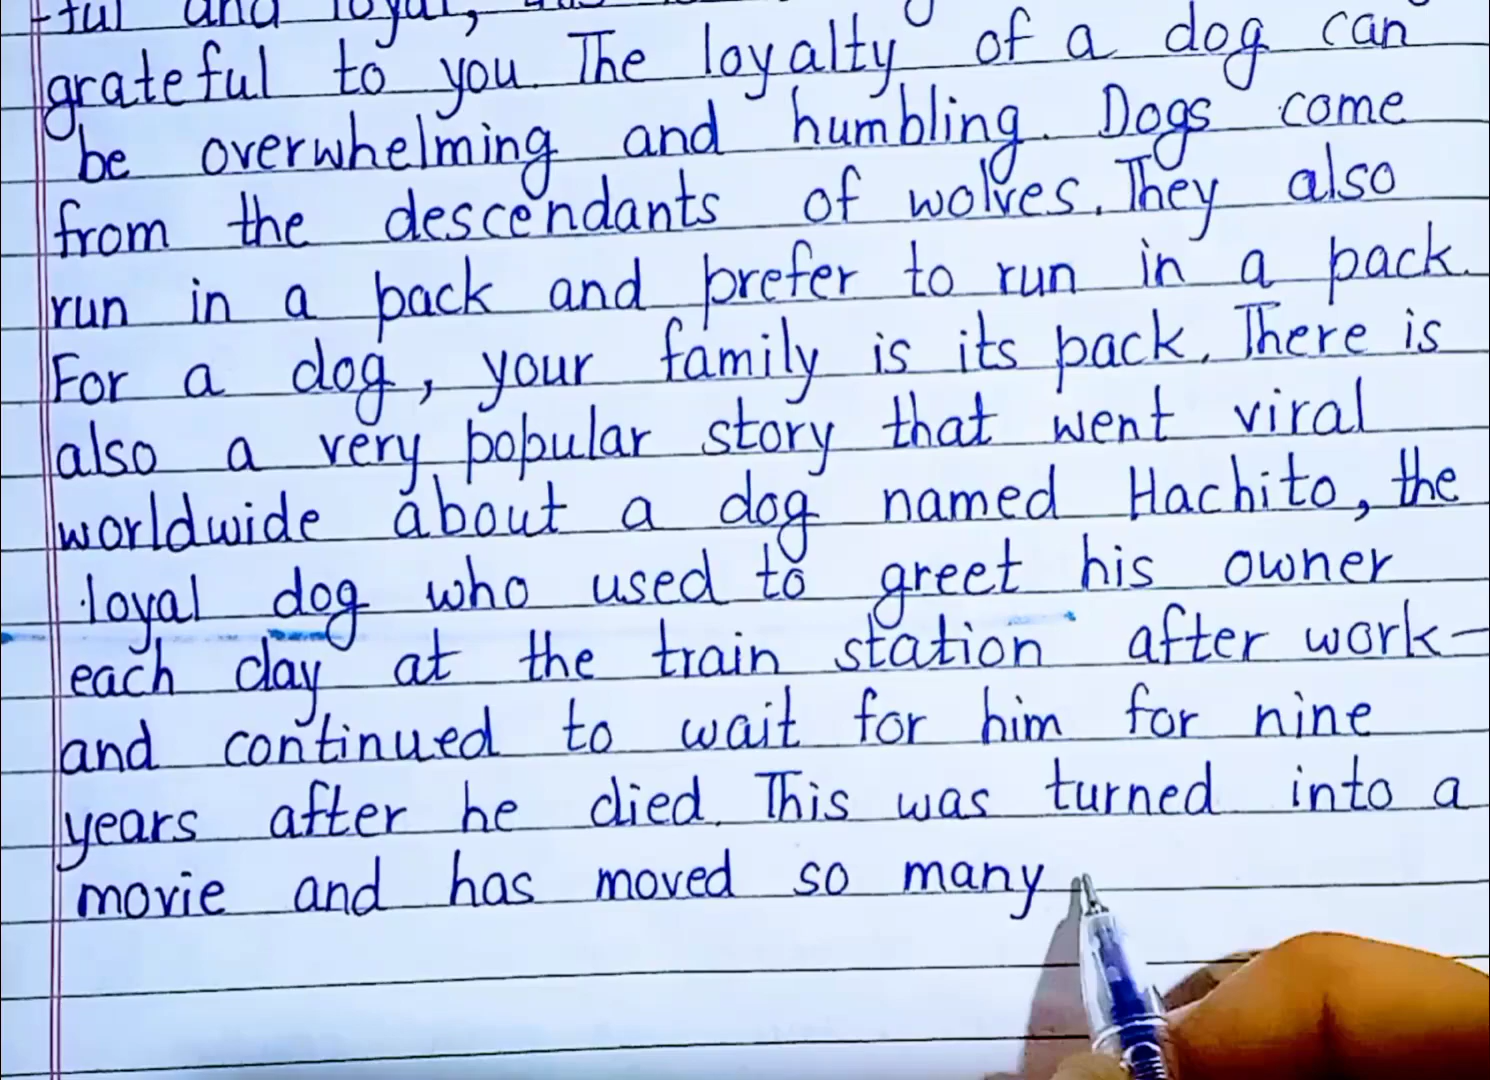 -ful and loyal,
grateful to you. The loyalty of a dog can
be overwhelming and humbling. Dogs come
from the descendants of wolves. They also
run in a pack and prefer to run in a pack.
For a dog, your family is its pack. There is
also a very popular story that went viral
worldwide about a dog named Hachito, the
loyal dog who used to greet his owner
each day at the train station after work-
and continued to wait for him for nine
years after he died. This was turned into a
movie and has moved so many